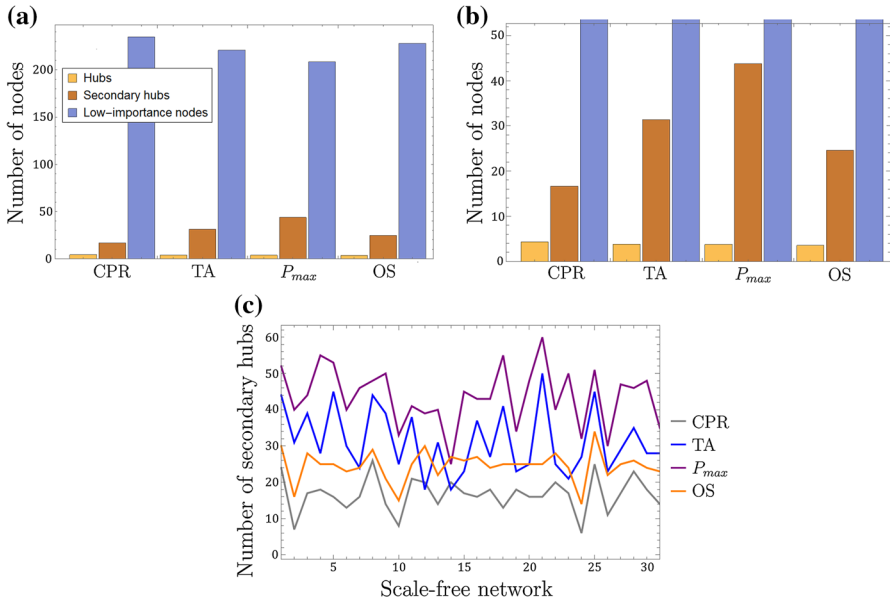 (a)
Number of nodes
200
150
100
50
0
Hubs
Secondary hubs
Low-importance nodes
CPR TA P_max OS
(b)
Number of nodes
50
40
30
20
10
0
CPR TA P_max OS
(c)
Number of secondary hubs
60
50
40
30
20
10
0
5 10 15 20 25 30
Scale-free network
CPR
TA
P_max
OS